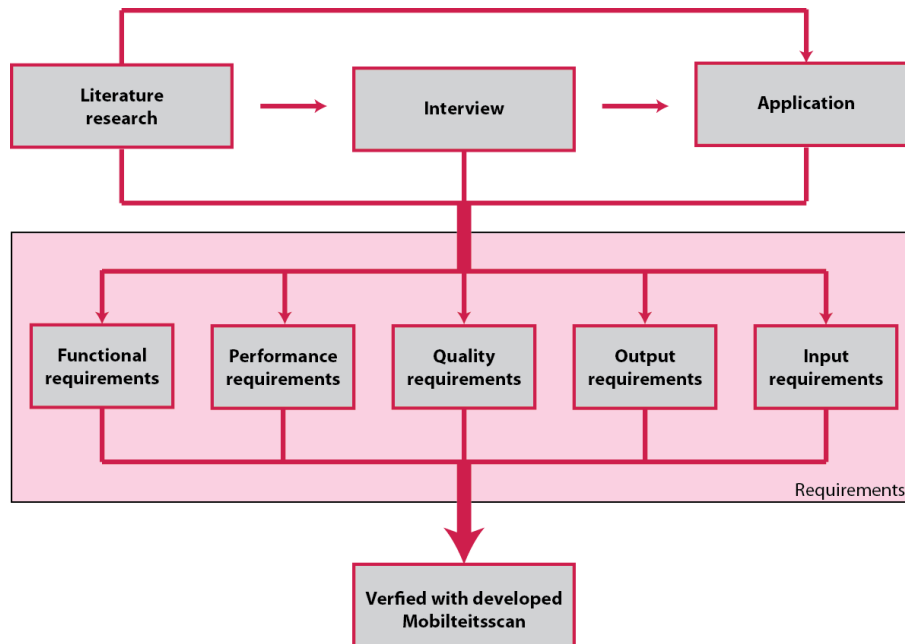 Literature
research
Interview
Application
Functional
requirements
Performance
requirements
Quality
requirements
Output
requirements
Input
requirements
Requirements
Verfied with developed
Mobilteitsscan